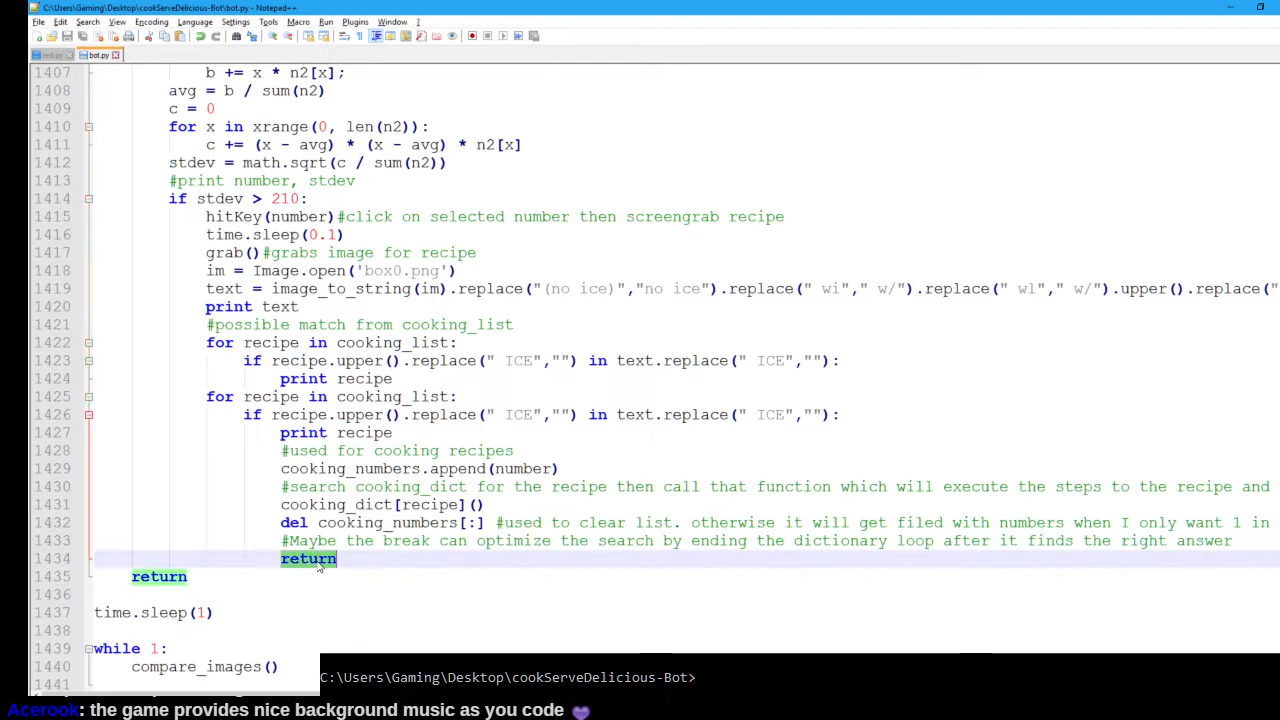 C:\Users\Gaming\Desktop\cookServeDelicious-Bot\bot.py - Notepad++
File Edit Search View Encoding Language Settings Tools Macro Run Plugins Window ?
test.py bot.py
1407 b += x * n2[x];
1408 avg = b / sum(n2)
1409 c = 0
1410 for x in xrange(0, len(n2)):
1411 c += (x - avg) * (x - avg) * n2[x]
1412 stdev = math.sqrt(c / sum(n2))
1413 #print number, stdev
1414 if stdev > 210:
1415 hitKey(number)#click on selected number then screengrab recipe
1416 time.sleep(0.1)
1417 grab()#grabs image for recipe
1418 im = Image.open('box0.png')
1419 text = image_to_string(im).replace("(no ice)","no ice").replace(" wi"," w/").replace(" wl"," w/").upper().replace("
1420 print text
1421 #possible match from cooking_list
1422 for recipe in cooking_list:
1423 if recipe.upper().replace(" ICE","") in text.replace(" ICE",""):
1424 print recipe
1425 for recipe in cooking_list:
1426 if recipe.upper().replace(" ICE","") in text.replace(" ICE",""):
1427 print recipe
1428 #used for cooking recipes
1429 cooking_numbers.append(number)
1430 #search cooking_dict for the recipe then call that function which will execute the steps to the recipe and
1431 cooking_dict[recipe]()
1432 del cooking_numbers[:] #used to clear list. otherwise it will get filed with numbers when I only want 1 in
1433 #Maybe the break can optimize the search by ending the dictionary loop after it finds the right answer
1434 return
1435 return
1436
1437 time.sleep(1)
1438
1439 while 1:
1440 compare_images()
1441
C:\Users\Gaming\Desktop\cookServeDelicious-Bot>
Acerook: the game provides nice background music as you code